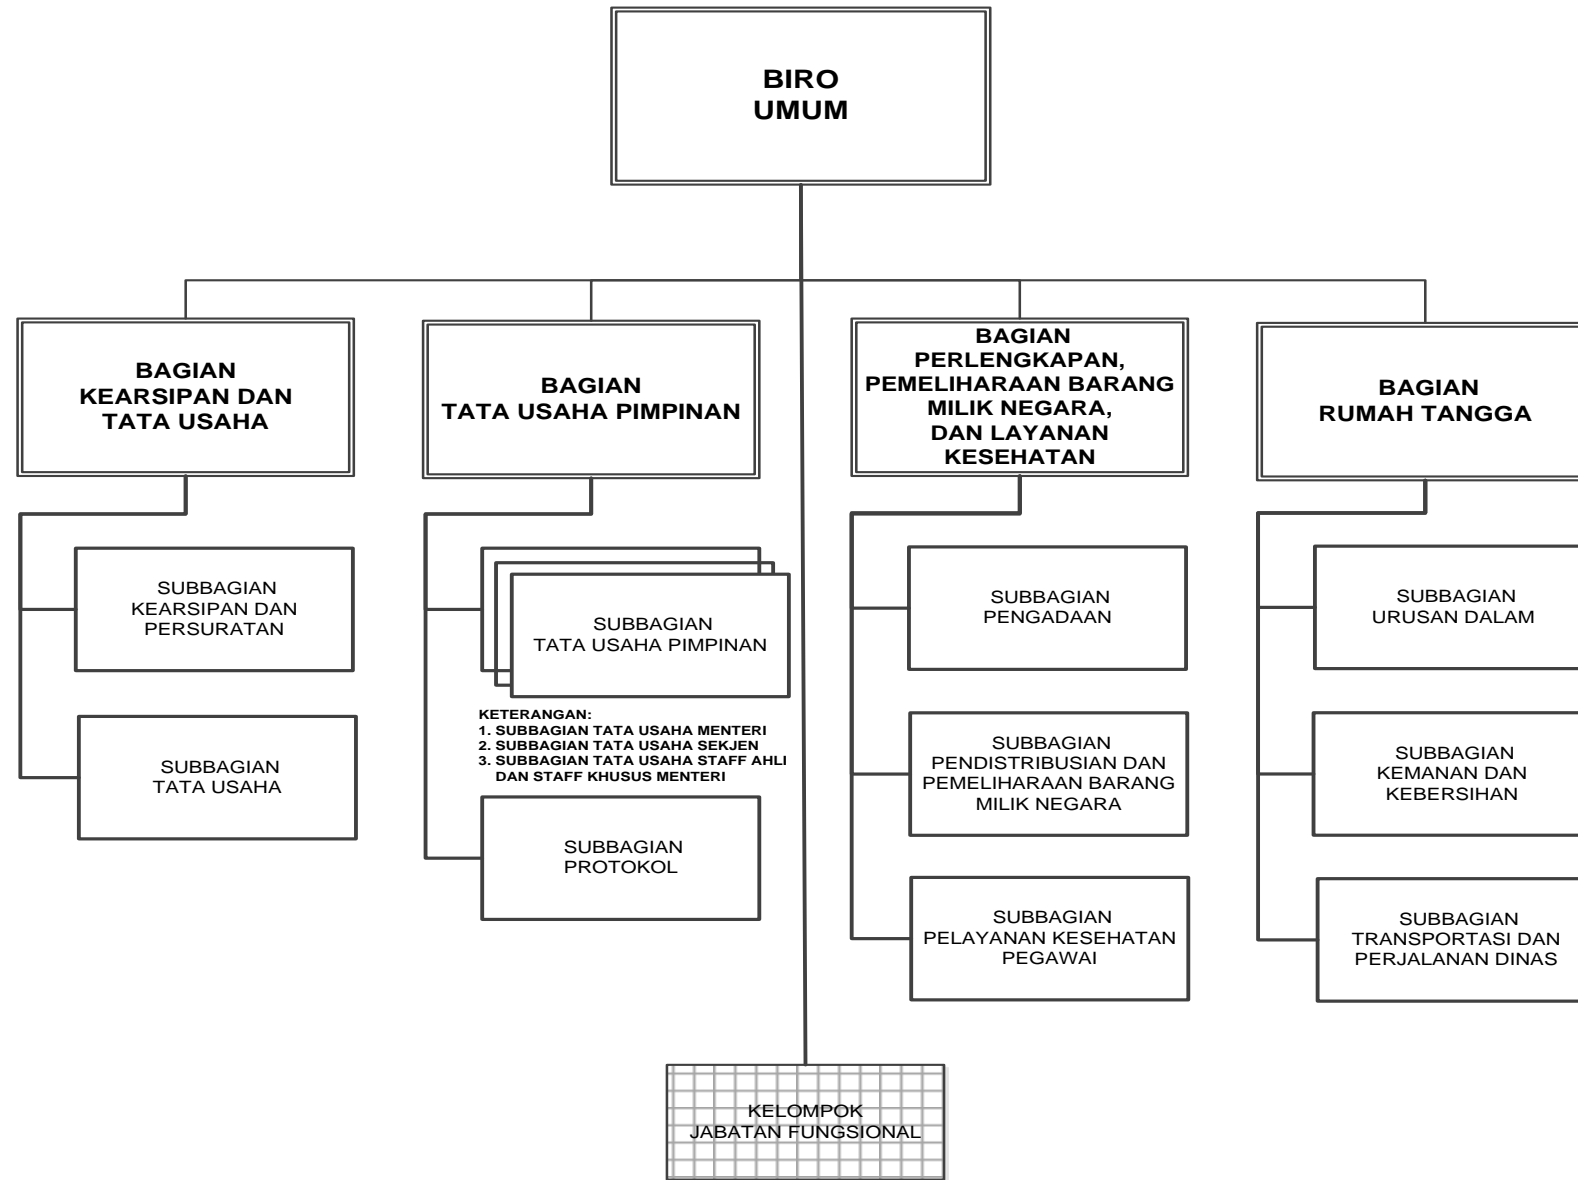 BIRO
UMUM
BAGIAN
KEARSIPAN DAN
TATA USAHA
BAGIAN
TATA USAHA PIMPINAN
BAGIAN
PERLENGKAPAN,
PEMELIHARAAN BARANG
MILIK NEGARA,
DAN LAYANAN
KESEHATAN
BAGIAN
RUMAH TANGGA
SUBBAGIAN
KEARSIPAN DAN
PERSURATAN
SUBBAGIAN
TATA USAHA
SUBBAGIAN
TATA USAHA PIMPINAN
KETERANGAN:
1. SUBBAGIAN TATA USAHA MENTERI
2. SUBBAGIAN TATA USAHA SEKJEN
3. SUBBAGIAN TATA USAHA STAFF AHLI
DAN STAFF KHUSUS MENTERI
SUBBAGIAN
PROTOKOL
SUBBAGIAN
PENGADAAN
SUBBAGIAN
PENDISTRIBUSIAN DAN
PEMELIHARAAN BARANG
MILIK NEGARA
SUBBAGIAN
PELAYANAN KESEHATAN
PEGAWAI
SUBBAGIAN
URUSAN DALAM
SUBBAGIAN
KEMANAN DAN
KEBERSIHAN
SUBBAGIAN
TRANSPORTASI DAN
PERJALANAN DINAS
KELOMPOK
JABATAN FUNGSIONAL